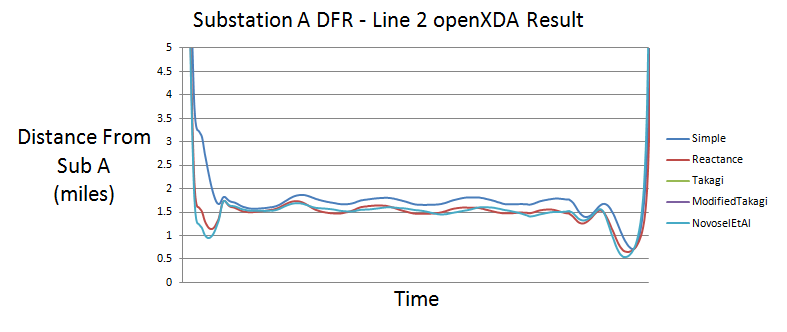 Substation A DFR - Line 2 openXDA Result
5
4.5
4
3.5
3
2.5
2
1.5
1
0.5
0
Distance From
Sub A
(miles)
Time
Simple
Reactance
Takagi
ModifiedTakagi
NovoselEtAl